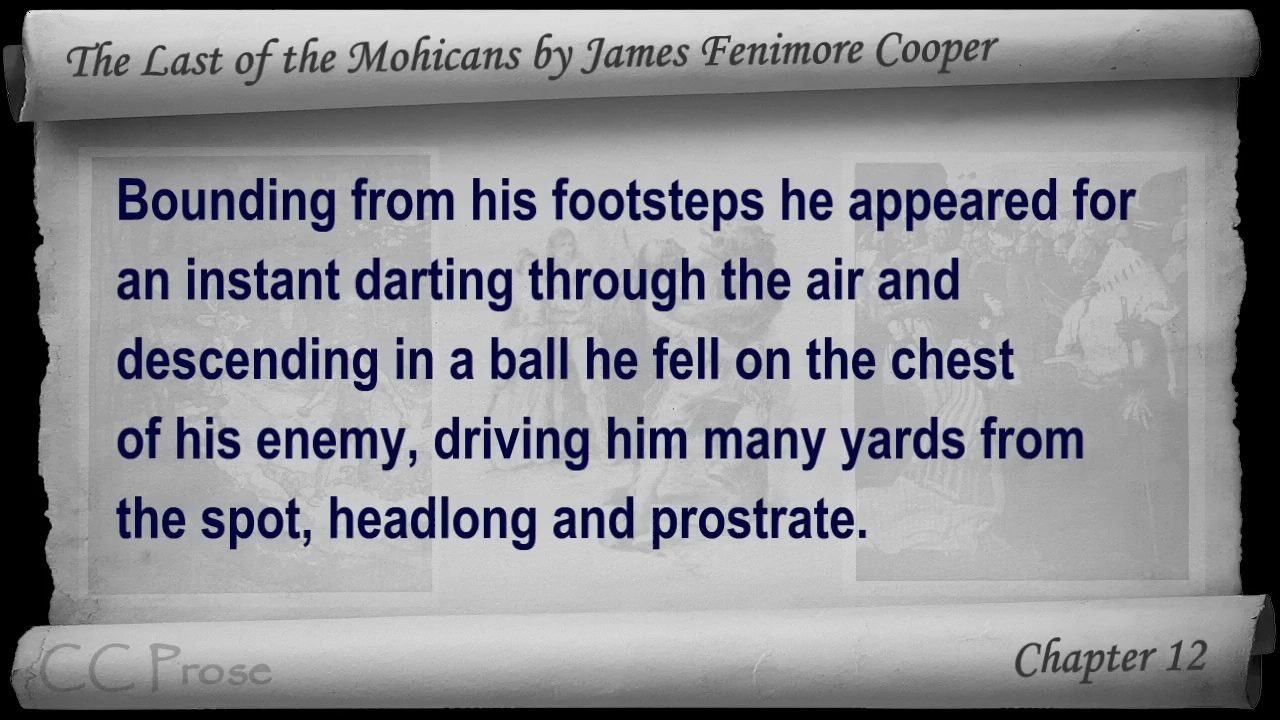 The Last of the Mohicans by James Fenimore Cooper
Bounding from his footsteps he appeared for
an instant darting through the air and
descending in a ball he fell on the chest
of his enemy, driving him many yards from
the spot, headlong and prostrate.
CC Prose
Chapter 12